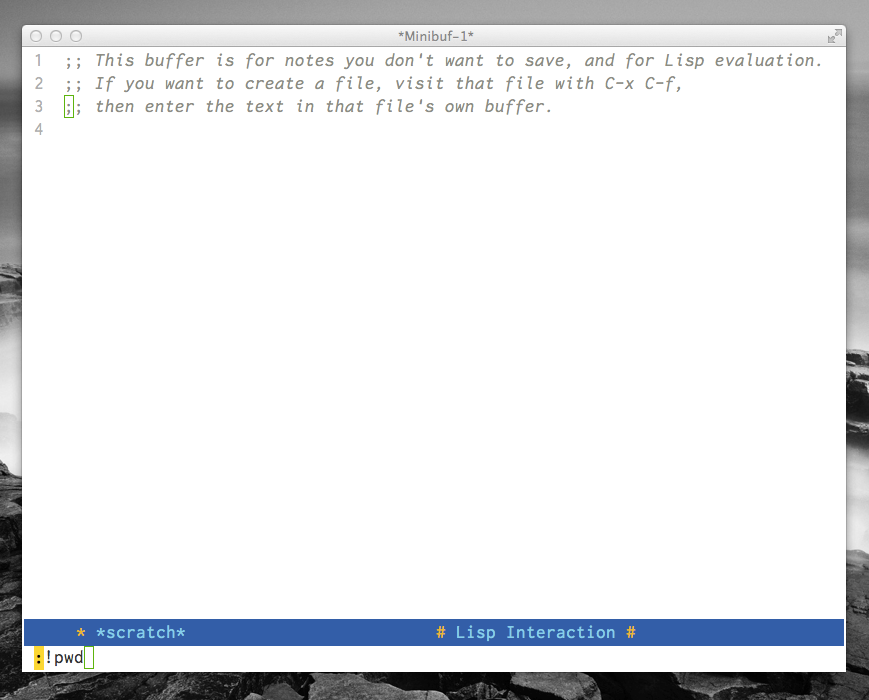 *Minibuf-1*
1 ;; This buffer is for notes you don't want to save, and for Lisp evaluation.
2 ;; If you want to create a file, visit that file with C-x C-f,
3 ;; then enter the text in that file's own buffer.
4
* *scratch* # Lisp Interaction #
:!pwd